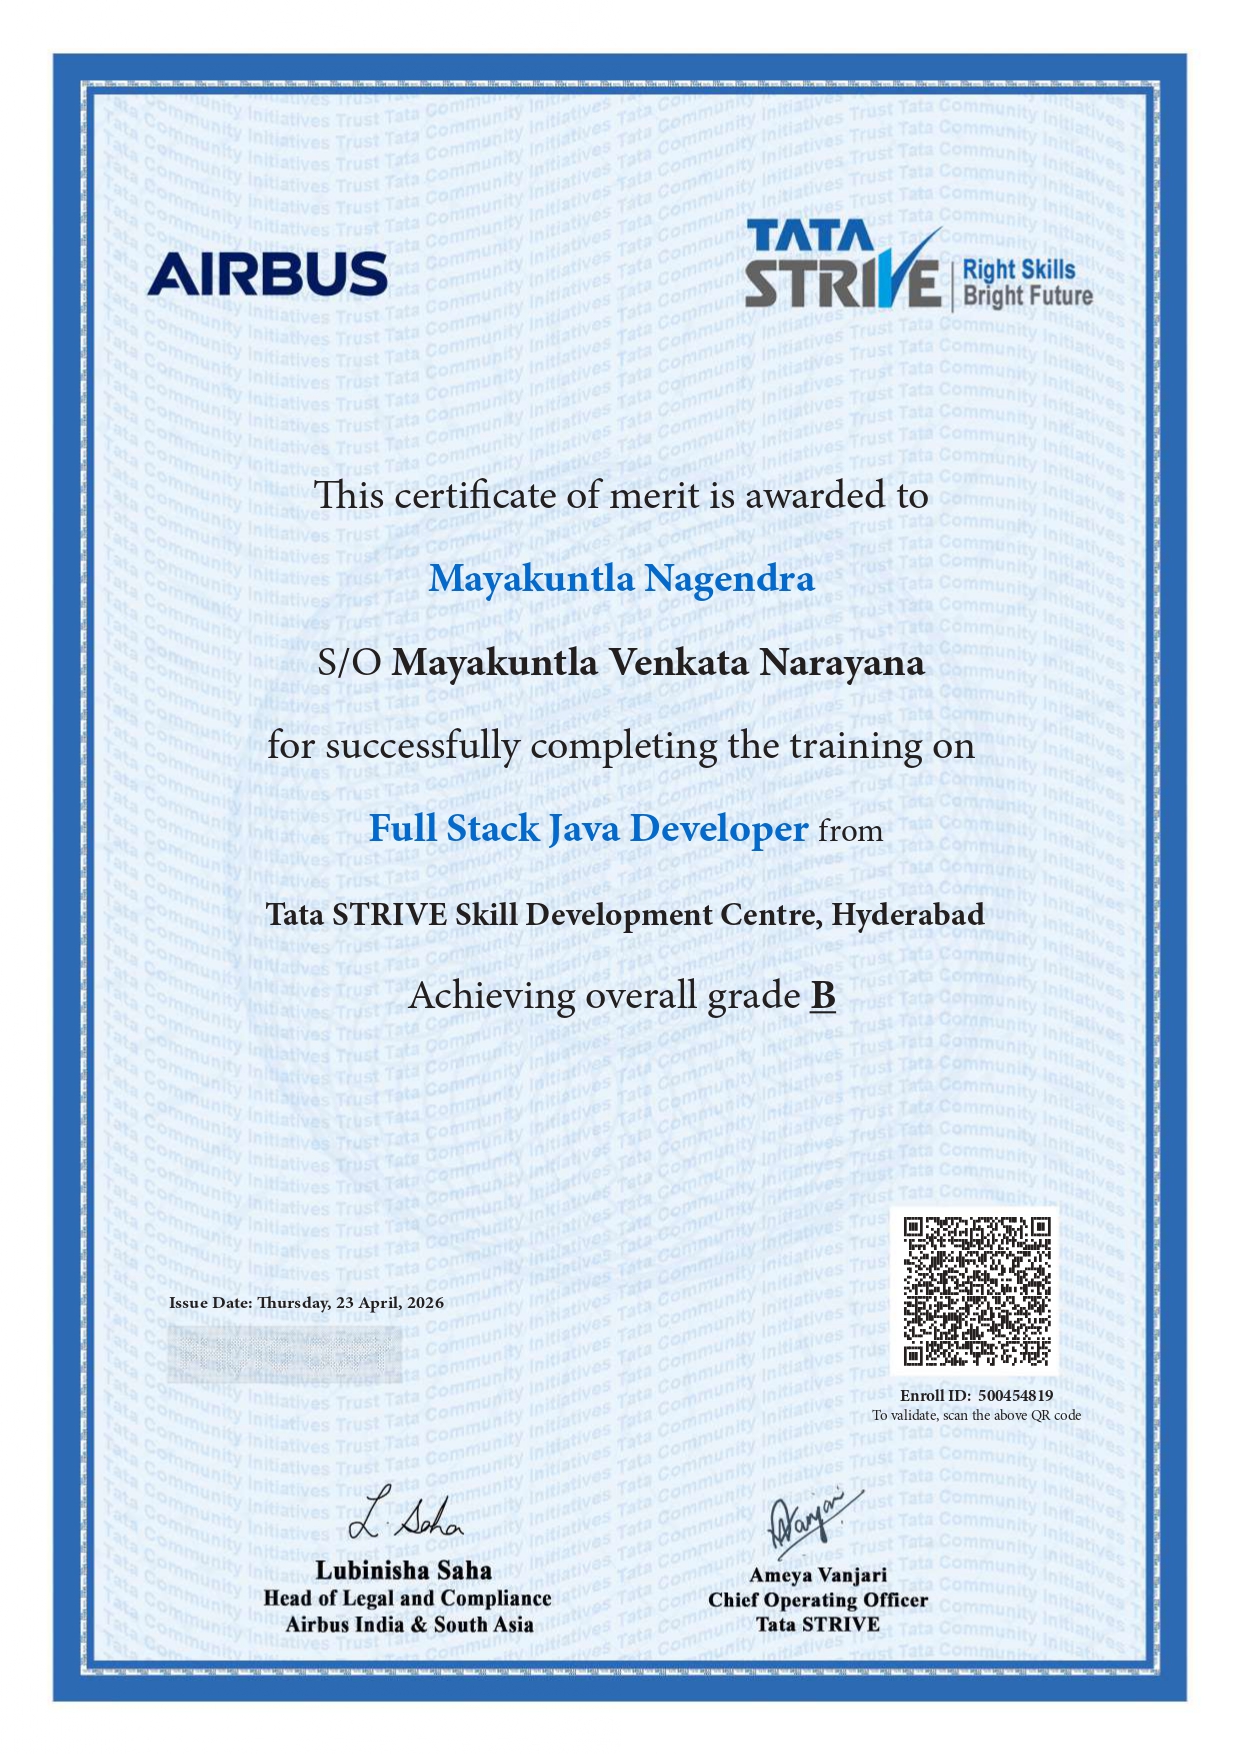 AIRBUS
TATA
STRIVE
Right Skills
Bright Future
This certificate of merit is awarded to
Mayakuntla Nagendra
S/O Mayakuntla Venkata Narayana
for successfully completing the training on
Full Stack Java Developer from
Tata STRIVE Skill Development Centre, Hyderabad
Achieving overall grade B
Issue Date: Thursday, 23 April, 2026
Enroll ID: 500454819
To validate, scan the above QR code
L. Saha
Lubinisha Saha
Head of Legal and Compliance
Airbus India & South Asia
Ameya Vanjari
Chief Operating Officer
Tata STRIVE